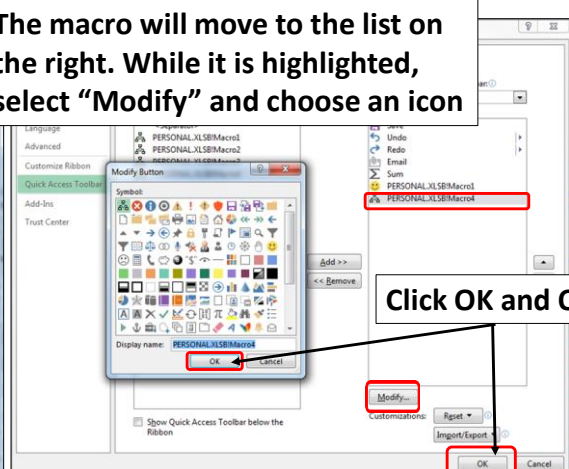 The macro will move to the list on
the right. While it is highlighted,
select “Modify” and choose an icon
Language
Advanced
Customize Ribbon
Quick Access Toolbar
Add-Ins
Trust Center
<Separator>
PERSONAL.XLSB!Macro1
PERSONAL.XLSB!Macro2
Modify Button
Symbol:
Display name: PERSONAL.XLSB!Macro4
OK Cancel
Show Quick Access Toolbar below the
Ribbon
Add >>
<< Remove
Save
Undo
Redo
Email
Sum
PERSONAL.XLSB!Macro1
PERSONAL.XLSB!Macro4
Click OK and
Modify...
Customizations: Reset
Import/Export
OK Cancel